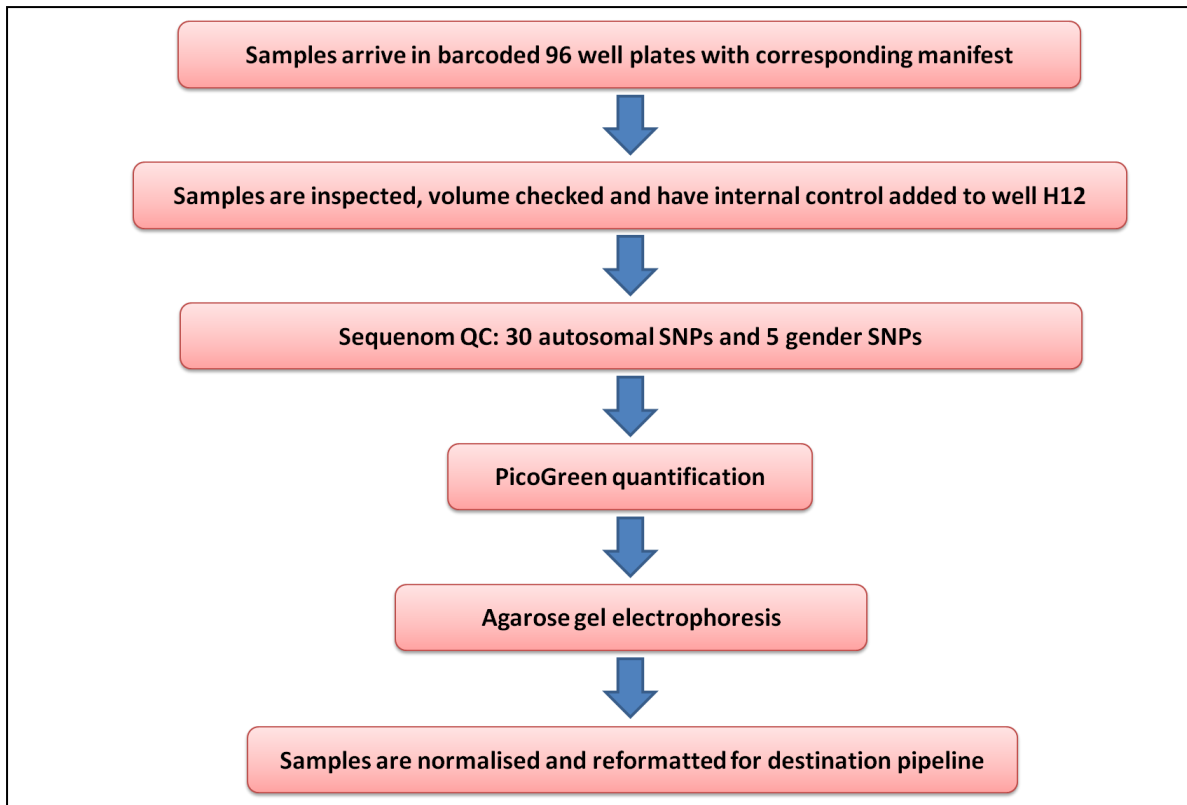 Samples arrive in barcoded 96 well plates with corresponding manifest
Samples are inspected, volume checked and have internal control added to well H12
Sequenom QC: 30 autosomal SNPs and 5 gender SNPs
PicoGreen quantification
Agarose gel electrophoresis
Samples are normalised and reformatted for destination pipeline